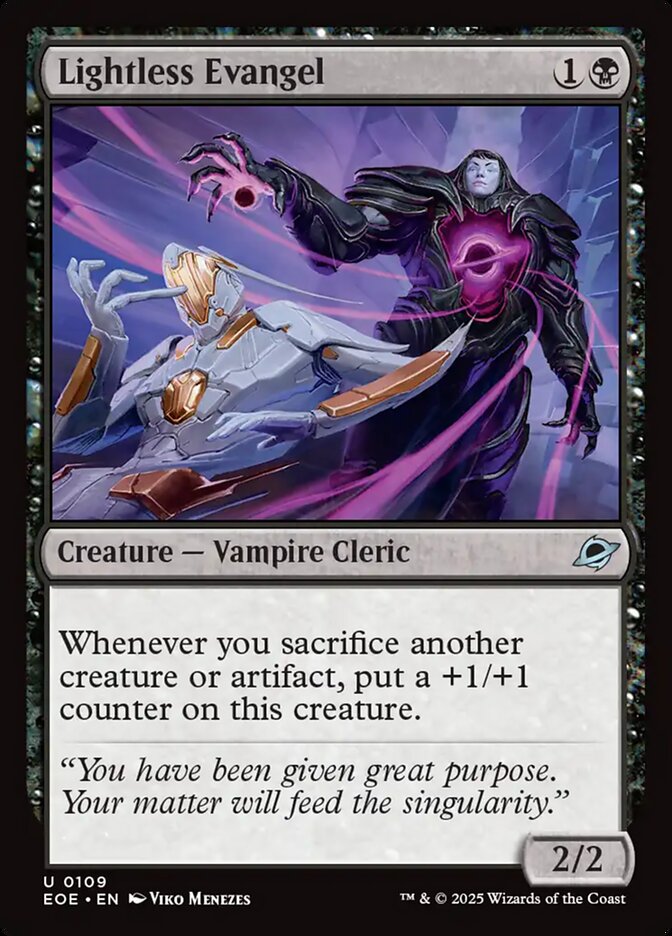 Lightless Evangel
1
Creature — Vampire Cleric
Whenever you sacrifice another
creature or artifact, put a +1/+1
counter on this creature.
“You have been given great purpose.
Your matter will feed the singularity.”
2/2
U 0109
EOE • EN Viko Menezes
™ & © 2025 Wizards of the Coast